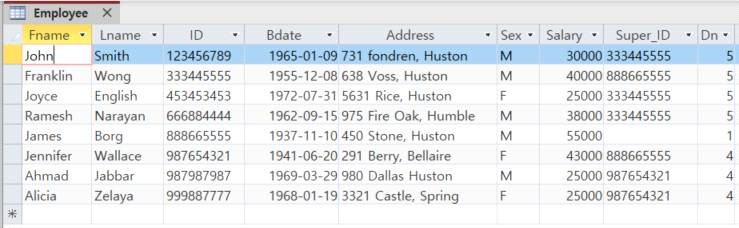 Employee ×
Fname Lname ID Bdate Address Sex Salary Super_ID Dn
John Smith 123456789 1965-01-09 731 fondren, Huston M 30000 333445555 5
Franklin Wong 333445555 1955-12-08 638 Voss, Huston M 40000 888665555 5
Joyce English 453453453 1972-07-31 5631 Rice, Huston F 25000 333445555 5
Ramesh Narayan 666884444 1962-09-15 975 Fire Oak, Humble M 38000 333445555 5
James Borg 888665555 1937-11-10 450 Stone, Huston M 55000 1
Jennifer Wallace 987654321 1941-06-20 291 Berry, Bellaire F 43000 888665555 4
Ahmad Jabbar 987987987 1969-03-29 980 Dallas Huston M 25000 987654321 4
Alicia Zelaya 999887777 1968-01-19 3321 Castle, Spring F 25000 987654321 4